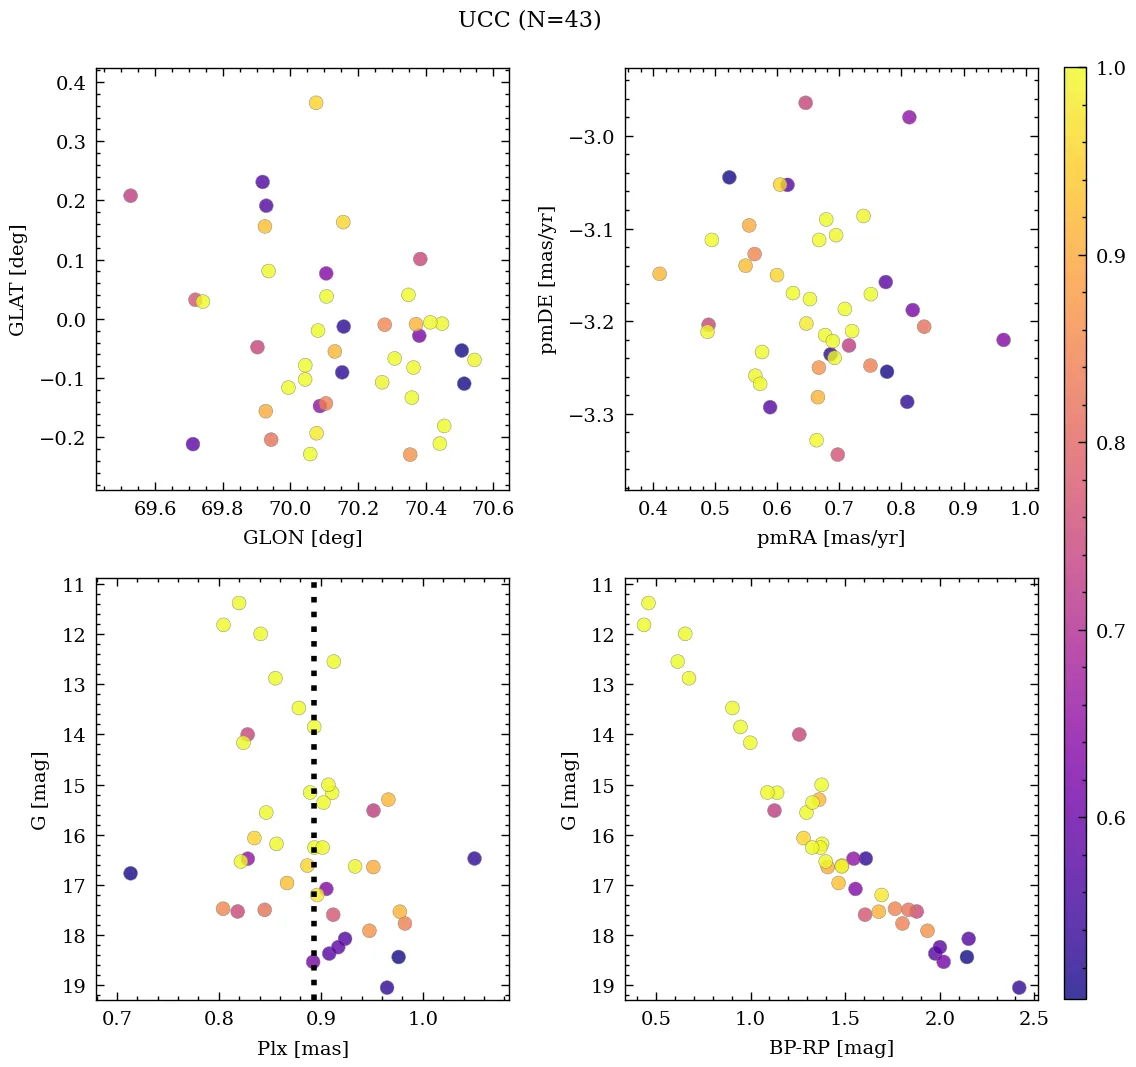 UCC (N=43)
0.4
0.3
0.2
0.1
0.0
−0.1
−0.2
GLAT [deg]
69.6 69.8 70.0 70.2 70.4 70.6
GLON [deg]
−3.0
−3.1
−3.2
−3.3
pmDE [mas/yr]
0.4 0.5 0.6 0.7 0.8 0.9 1.0
pmRA [mas/yr]
11
12
13
14
15
16
17
18
19
G [mag]
0.7 0.8 0.9 1.0
Plx [mas]
11
12
13
14
15
16
17
18
19
G [mag]
0.5 1.0 1.5 2.0 2.5
BP-RP [mag]
1.0
0.9
0.8
0.7
0.6